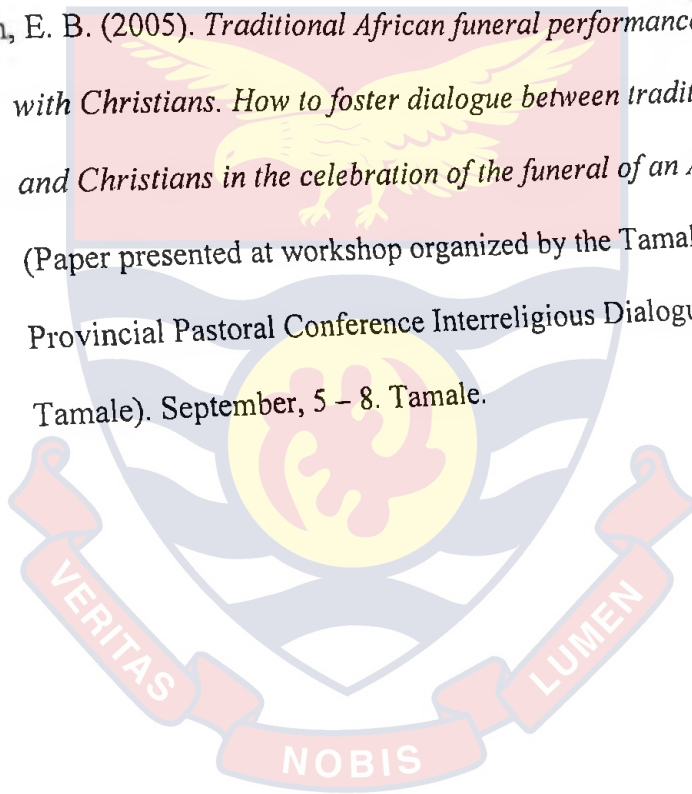 E. B. (2005). Traditional African funeral performance
with Christians. How to foster dialogue between tradit
and Christians in the celebration of the funeral of an
(Paper presented at workshop organized by the Tamal
Provincial Pastoral Conference Interreligious Dialogu
Tamale). September, 5 – 8. Tamale.
VERITAS
NOBIS
LUMEN